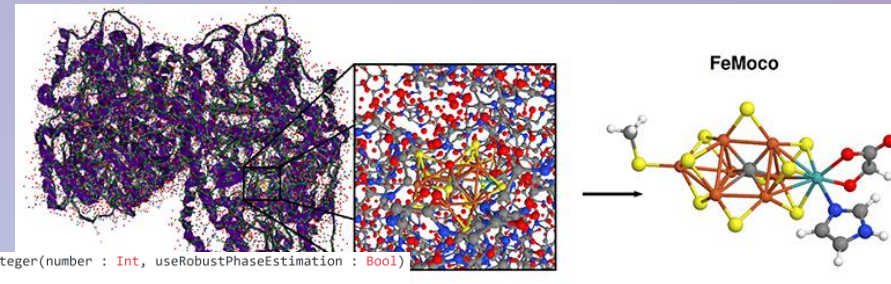 FeMoco
teger(number : Int, useRobustPhaseEstimation : Bool)